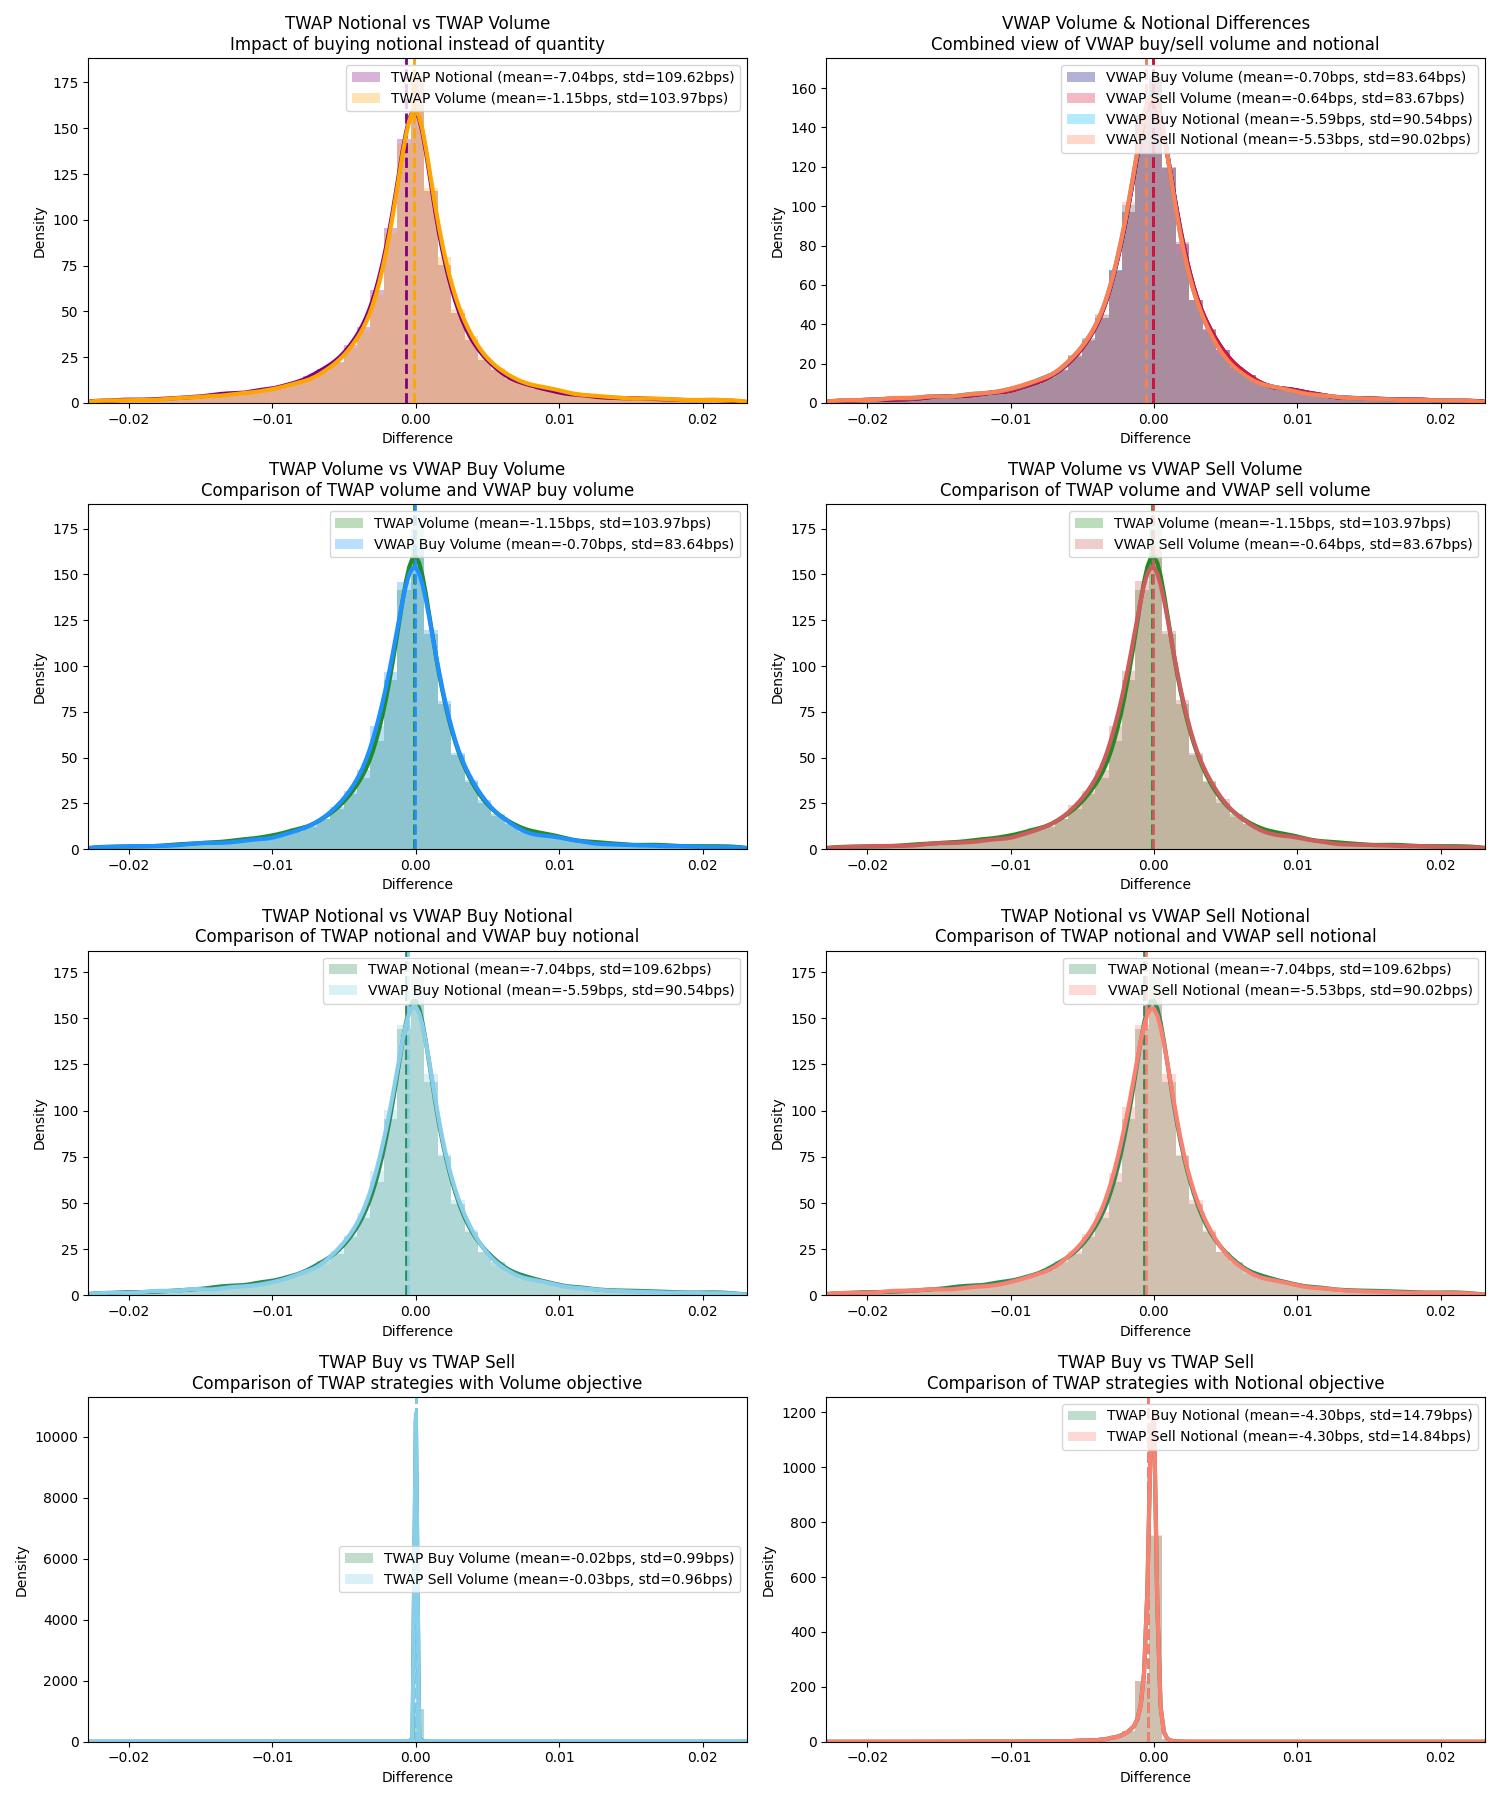 TWAP Notional vs TWAP Volume
Impact of buying notional instead of quantity
TWAP Notional (mean=-7.04bps, std=109.62bps)
TWAP Volume (mean=-1.15bps, std=103.97bps)
175
150
125
100
75
50
25
0
Density
−0.02 −0.01 0.00 0.01 0.02
Difference
VWAP Volume & Notional Differences
Combined view of VWAP buy/sell volume and notional
VWAP Buy Volume (mean=-0.70bps, std=83.64bps)
VWAP Sell Volume (mean=-0.64bps, std=83.67bps)
VWAP Buy Notional (mean=-5.59bps, std=90.54bps)
VWAP Sell Notional (mean=-5.53bps, std=90.02bps)
160
140
120
100
80
60
40
20
0
Density
−0.02 −0.01 0.00 0.01 0.02
Difference
TWAP Volume vs VWAP Buy Volume
Comparison of TWAP volume and VWAP buy volume
TWAP Volume (mean=-1.15bps, std=103.97bps)
VWAP Buy Volume (mean=-0.70bps, std=83.64bps)
175
150
125
100
75
50
25
0
Density
−0.02 −0.01 0.00 0.01 0.02
Difference
TWAP Volume vs VWAP Sell Volume
Comparison of TWAP volume and VWAP sell volume
TWAP Volume (mean=-1.15bps, std=103.97bps)
VWAP Sell Volume (mean=-0.64bps, std=83.67bps)
175
150
125
100
75
50
25
0
Density
−0.02 −0.01 0.00 0.01 0.02
Difference
TWAP Notional vs VWAP Buy Notional
Comparison of TWAP notional and VWAP buy notional
TWAP Notional (mean=-7.04bps, std=109.62bps)
VWAP Buy Notional (mean=-5.59bps, std=90.54bps)
175
150
125
100
75
50
25
0
Density
−0.02 −0.01 0.00 0.01 0.02
Difference
TWAP Notional vs VWAP Sell Notional
Comparison of TWAP notional and VWAP sell notional
TWAP Notional (mean=-7.04bps, std=109.62bps)
VWAP Sell Notional (mean=-5.53bps, std=90.02bps)
175
150
125
100
75
50
25
0
Density
−0.02 −0.01 0.00 0.01 0.02
Difference
TWAP Buy vs TWAP Sell
Comparison of TWAP strategies with Volume objective
TWAP Buy Volume (mean=-0.02bps, std=0.99bps)
TWAP Sell Volume (mean=-0.03bps, std=0.96bps)
10000
8000
6000
4000
2000
0
Density
−0.02 −0.01 0.00 0.01 0.02
Difference
TWAP Buy vs TWAP Sell
Comparison of TWAP strategies with Notional objective
TWAP Buy Notional (mean=-4.30bps, std=14.79bps)
TWAP Sell Notional (mean=-4.30bps, std=14.84bps)
1200
1000
800
600
400
200
0
Density
−0.02 −0.01 0.00 0.01 0.02
Difference